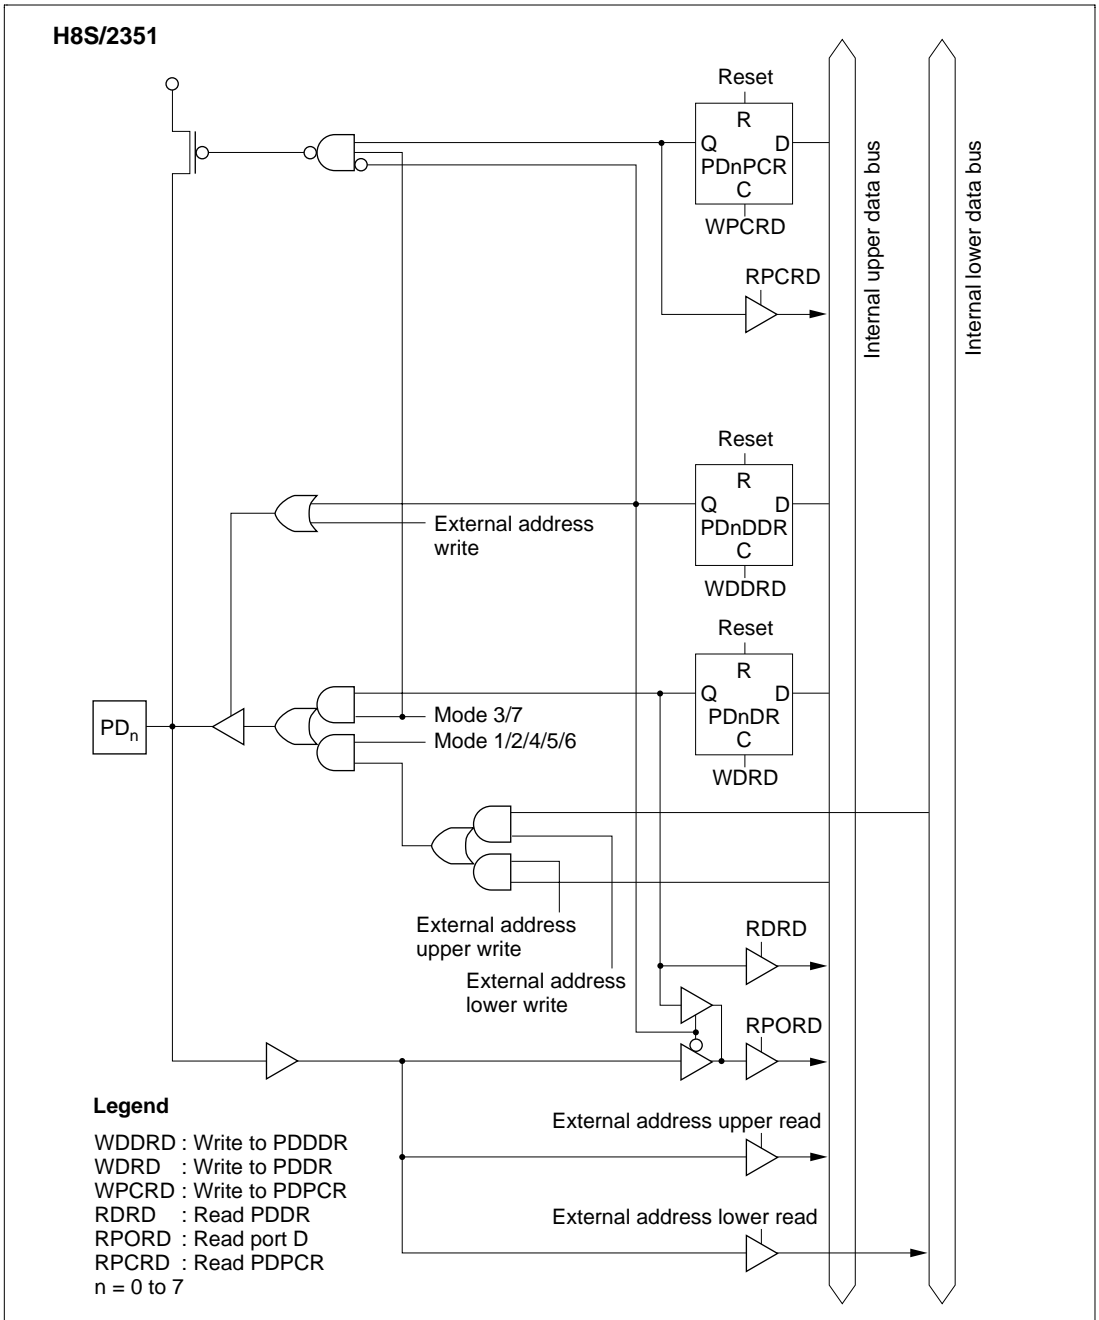 H8S/2351
Reset
R
Q D
PDnPCR
C
WPCRD
RPCRD
Internal upper data bus
Internal lower data bus
Reset
R
Q D
PDnDDR
C
WDDRD
External address
write
Reset
R
Q D
PDnDR
C
WDRD
Mode 3/7
Mode 1/2/4/5/6
PDn
External address
upper write
External address
lower write
RDRD
RPORD
External address upper read
External address lower read
Legend
WDDRD : Write to PDDDR
WDRD : Write to PDDR
WPCRD : Write to PDPCR
RDRD : Read PDDR
RPORD : Read port D
RPCRD : Read PDPCR
n = 0 to 7